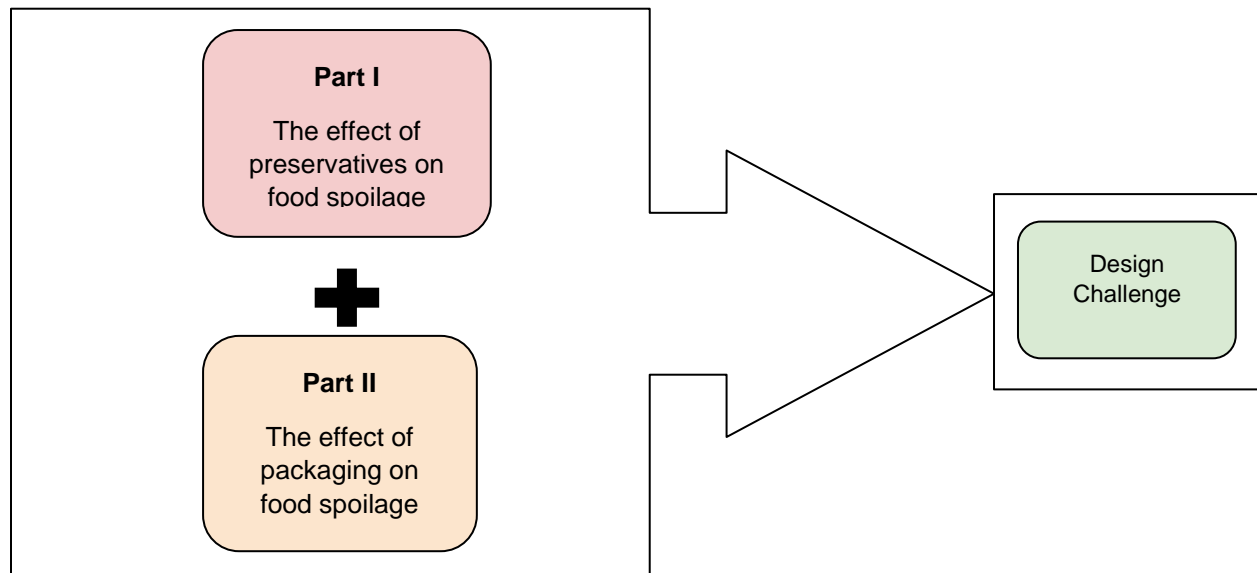 Part I
The effect of
preservatives on
food spoilage
Part II
The effect of
packaging on
food spoilage
Design
Challenge